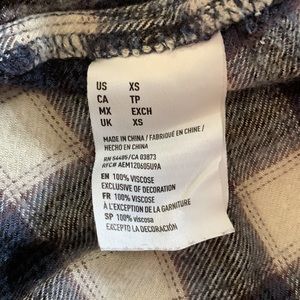 US XS
CA TP
MX EXCH
UK XS
MADE IN CHINA / FABRIQUE EN CHINE /
HECHO EN CHINA
RN 54485/CA 03873
RFC# AEM120605U9A
EN 100% VISCOSE
EXCLUSIVE OF DECORATION
FR 100% VISCOSE
À L'EXCEPTION DE LA GARNITURE
SP 100% viscosa
EXCEPTO LA DECORACIÓN